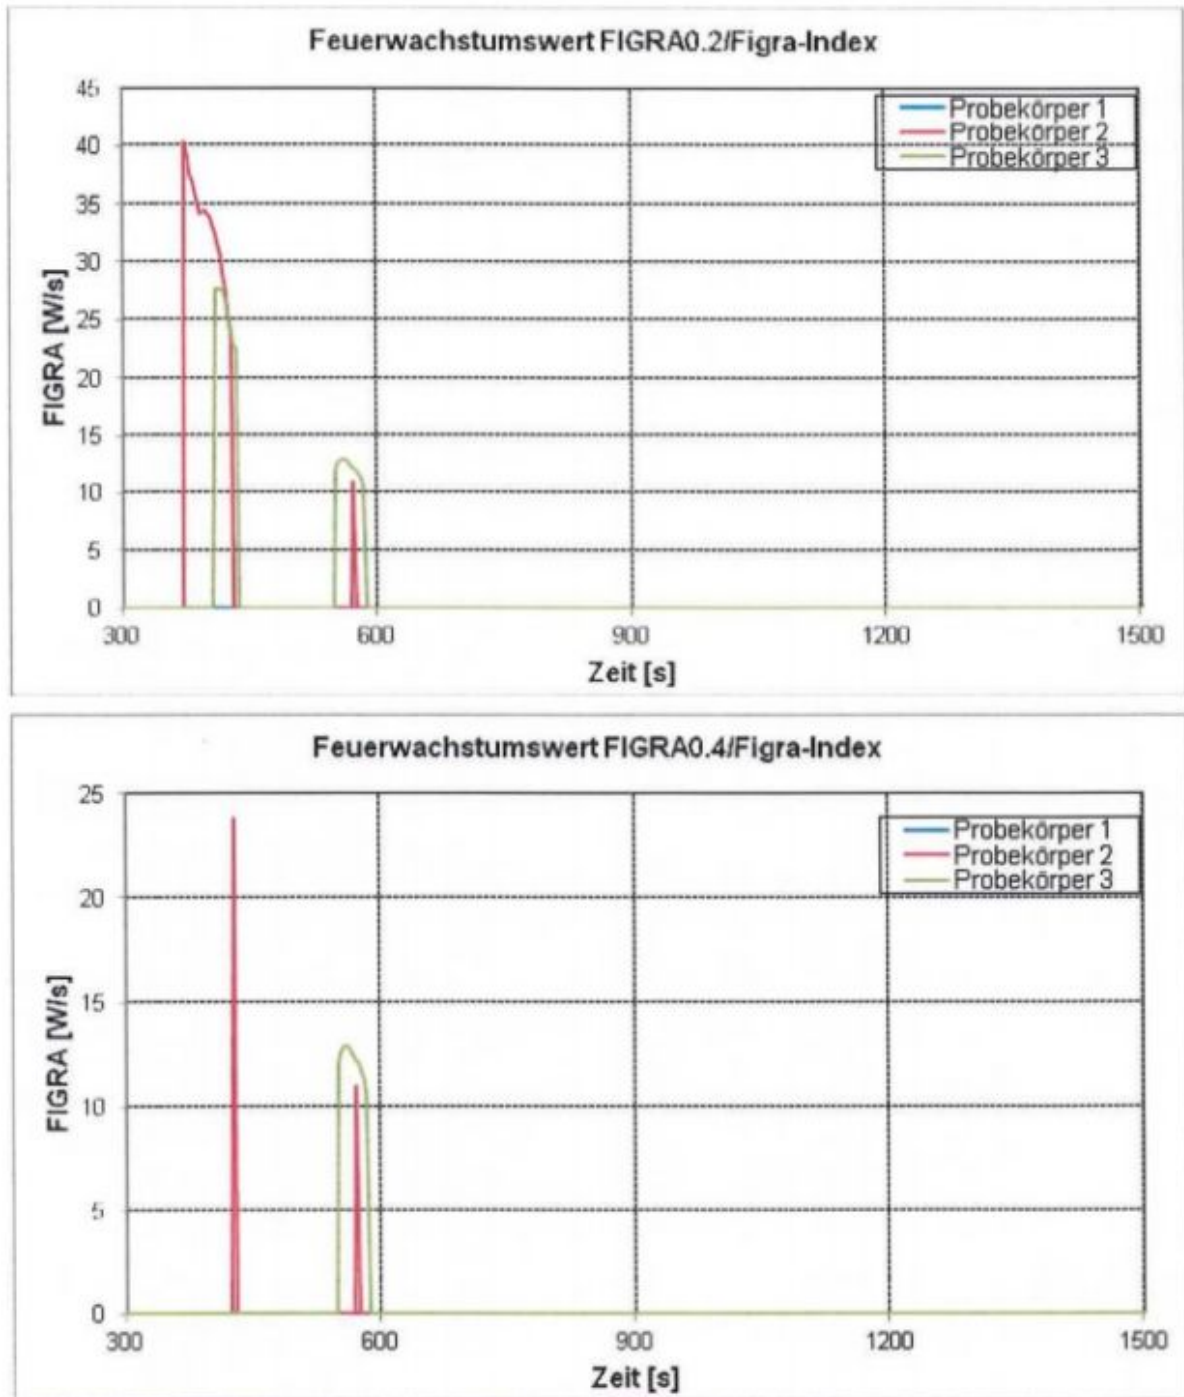 Feuerwachstumswert FIGRA0.2/Figra-Index
45
40
35
30
25
20
15
10
5
0
FIGRA [W/s]
Probekörper 1
Probekörper 2
Probekörper 3
300
600
900
1200
1500
Zeit [s]
Feuerwachstumswert FIGRA0.4/Figra-Index
25
20
15
10
5
0
FIGRA [W/s]
Probekörper 1
Probekörper 2
Probekörper 3
300
600
900
1200
1500
Zeit [s]